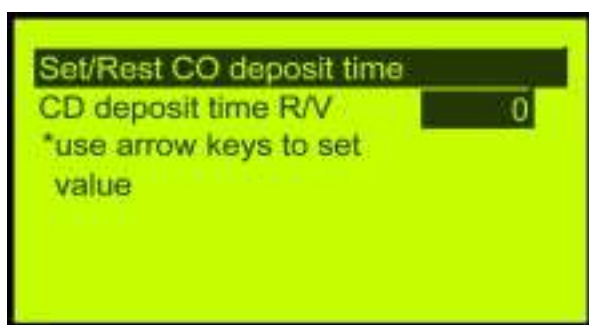 Set/Rest CO deposit time
CD deposit time R/V 0
*use arrow keys to set
value